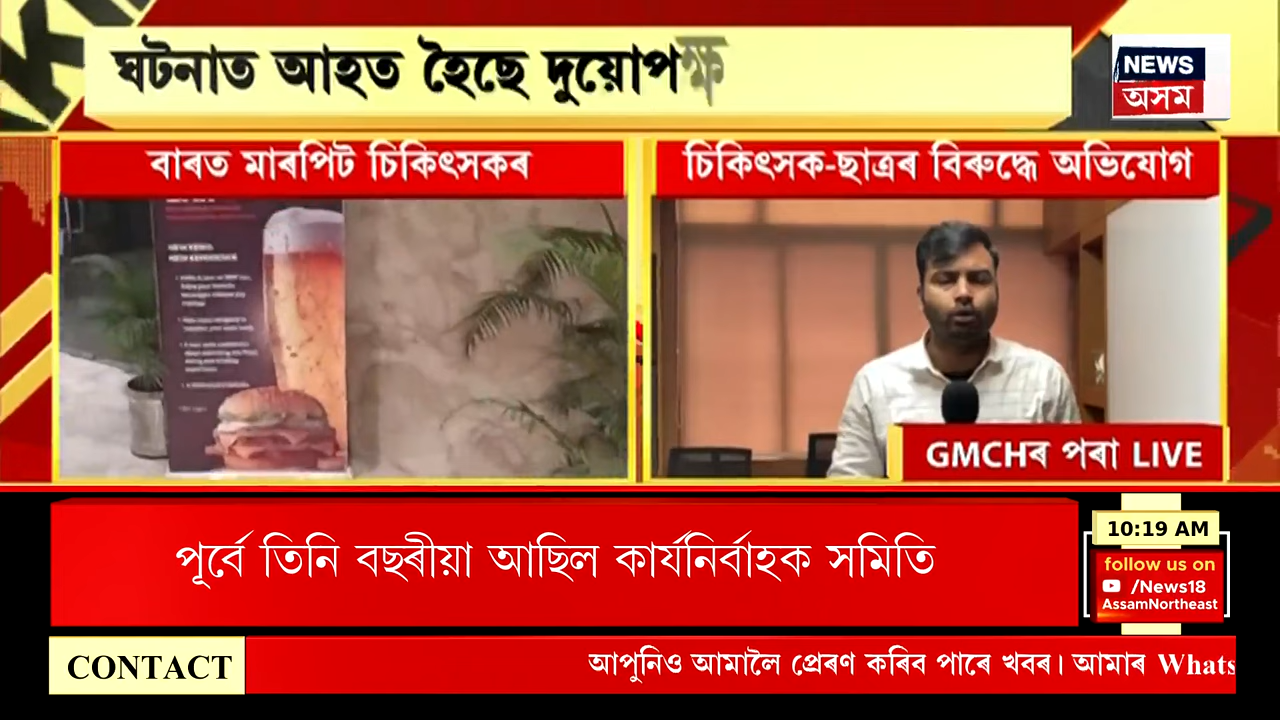 ঘটনাত আহত হৈছে দুয়োপক্ষ
NEWS
অসম
বাৰত মাৰপিট চিকিৎসকৰ
চিকিৎসক-ছাত্ৰৰ বিৰুদ্ধে অভিযোগ
GMCHৰ পৰা LIVE
পূৰ্বে তিনি বছৰীয়া আছিল কাৰ্যনিৰ্বাহক সমিতি
10:19 AM
follow us on
/News18
AssamNortheast
CONTACT
আপুনিও আমালৈ প্ৰেৰণ কৰিব পাৰে খবৰ। আমাৰ Whats